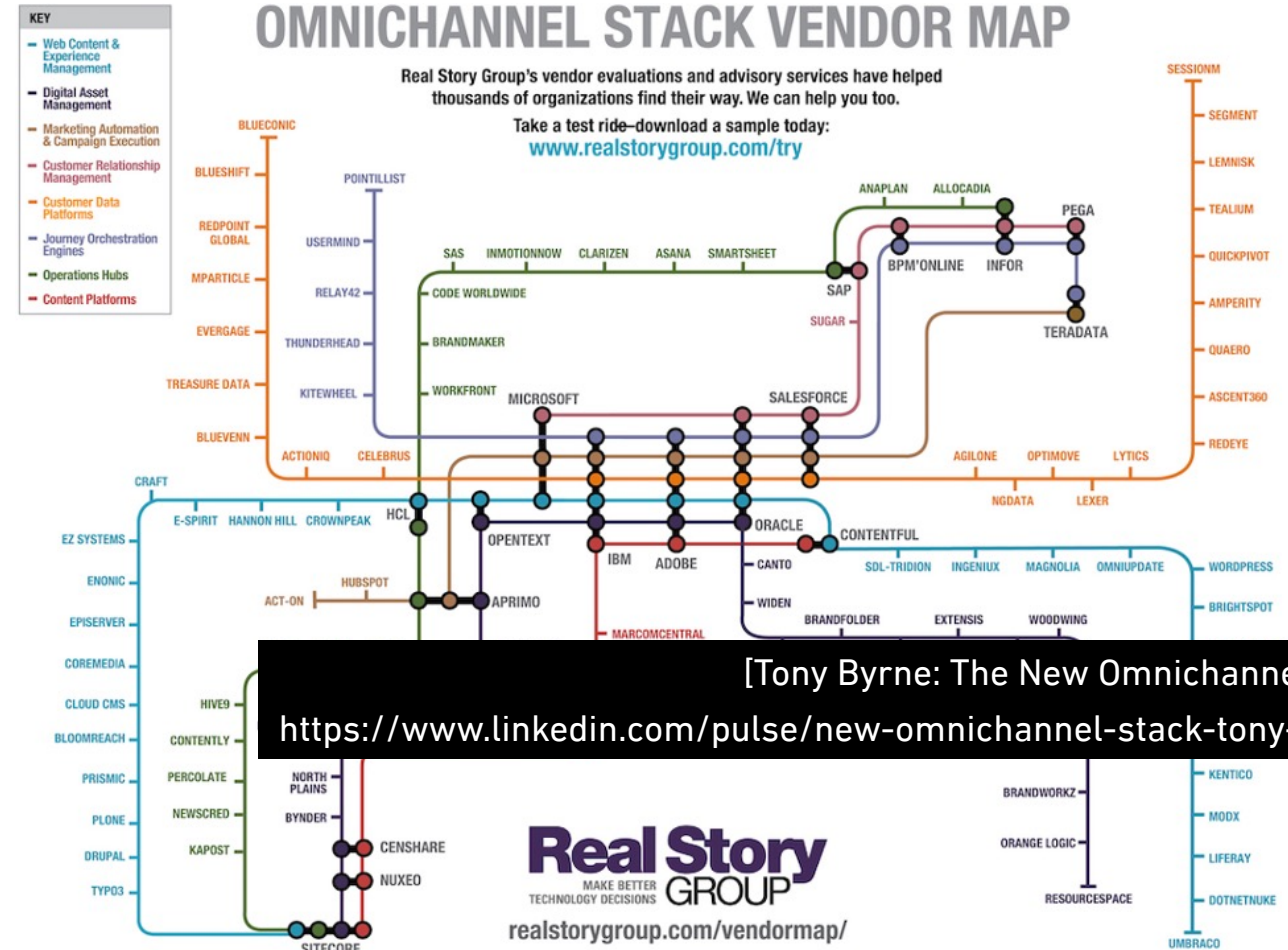 OMNICHANNEL STACK VENDOR MAP
Real Story Group's vendor evaluations and advisory services have helped
thousands of organizations find their way. We can help you too.
Take a test ride–download a sample today:
www.realstorygroup.com/try
KEY
Web Content &
Experience
Management
Digital Asset
Management
Marketing Automation
& Campaign Execution
Customer Relationship
Management
Customer Data
Platforms
Journey Orchestration
Engines
Operations Hubs
Content Platforms
BLUECONIC
BLUESHIFT
REDPOINT
GLOBAL
MPARTICLE
EVERGAGE
TREASURE DATA
BLUEVENN
ACTIONIQ
CELEBRUS
POINTILLIST
USERMIND
RELAY42
THUNDERHEAD
KITEWHEEL
SAS
INMOTIONNOW
CLARIZEN
ASANA
SMARTSHEET
CODE WORLDWIDE
BRANDMAKER
WORKFRONT
ANAPLAN
ALLOCADIA
SAP
SUGAR
BPM'ONLINE
INFOR
PEGA
TERADATA
MICROSOFT
SALESFORCE
SESSIONM
SEGMENT
LEMNISK
TEALIUM
QUICKPIVOT
AMPERITY
QUAERO
ASCENT360
REDEYE
AGILONE
OPTIMOVE
LYTICS
NGDATA
LEXER
CRAFT
E-SPIRIT
HANNON HILL
CROWNPEAK
HCL
OPENTEXT
IBM
ADOBE
ORACLE
CONTENTFUL
SDL-TRIDION
INGENIUX
MAGNOLIA
OMNIUPDATE
WORDPRESS
BRIGHTSPOT
CANTO
WIDEN
BRANDFOLDER
EXTENSIS
WOODWING
EZ SYSTEMS
ENONIC
EPISERVER
COREMEDIA
CLOUD CMS
BLOOMREACH
PRISMIC
PLONE
DRUPAL
TYPO3
HUBSPOT
ACT-ON
APRIMO
MARCOMCENTRAL
[Tony Byrne: The New Omnichanne
https://www.linkedin.com/pulse/new-omnichannel-stack-tony-
HIVE9
CONTENTLY
PERCOLATE
NEWSCRED
KAPOST
NORTH
PLAINS
BYNDER
CENSHARE
NUXEO
SITECORE
Real Story
MAKE BETTER
TECHNOLOGY DECISIONS
GROUP
realstorygroup.com/vendormap/
BRANDWORKZ
ORANGE LOGIC
RESOURCESPACE
KENTICO
MODX
LIFERAY
DOTNETNUKE
UMBRACO